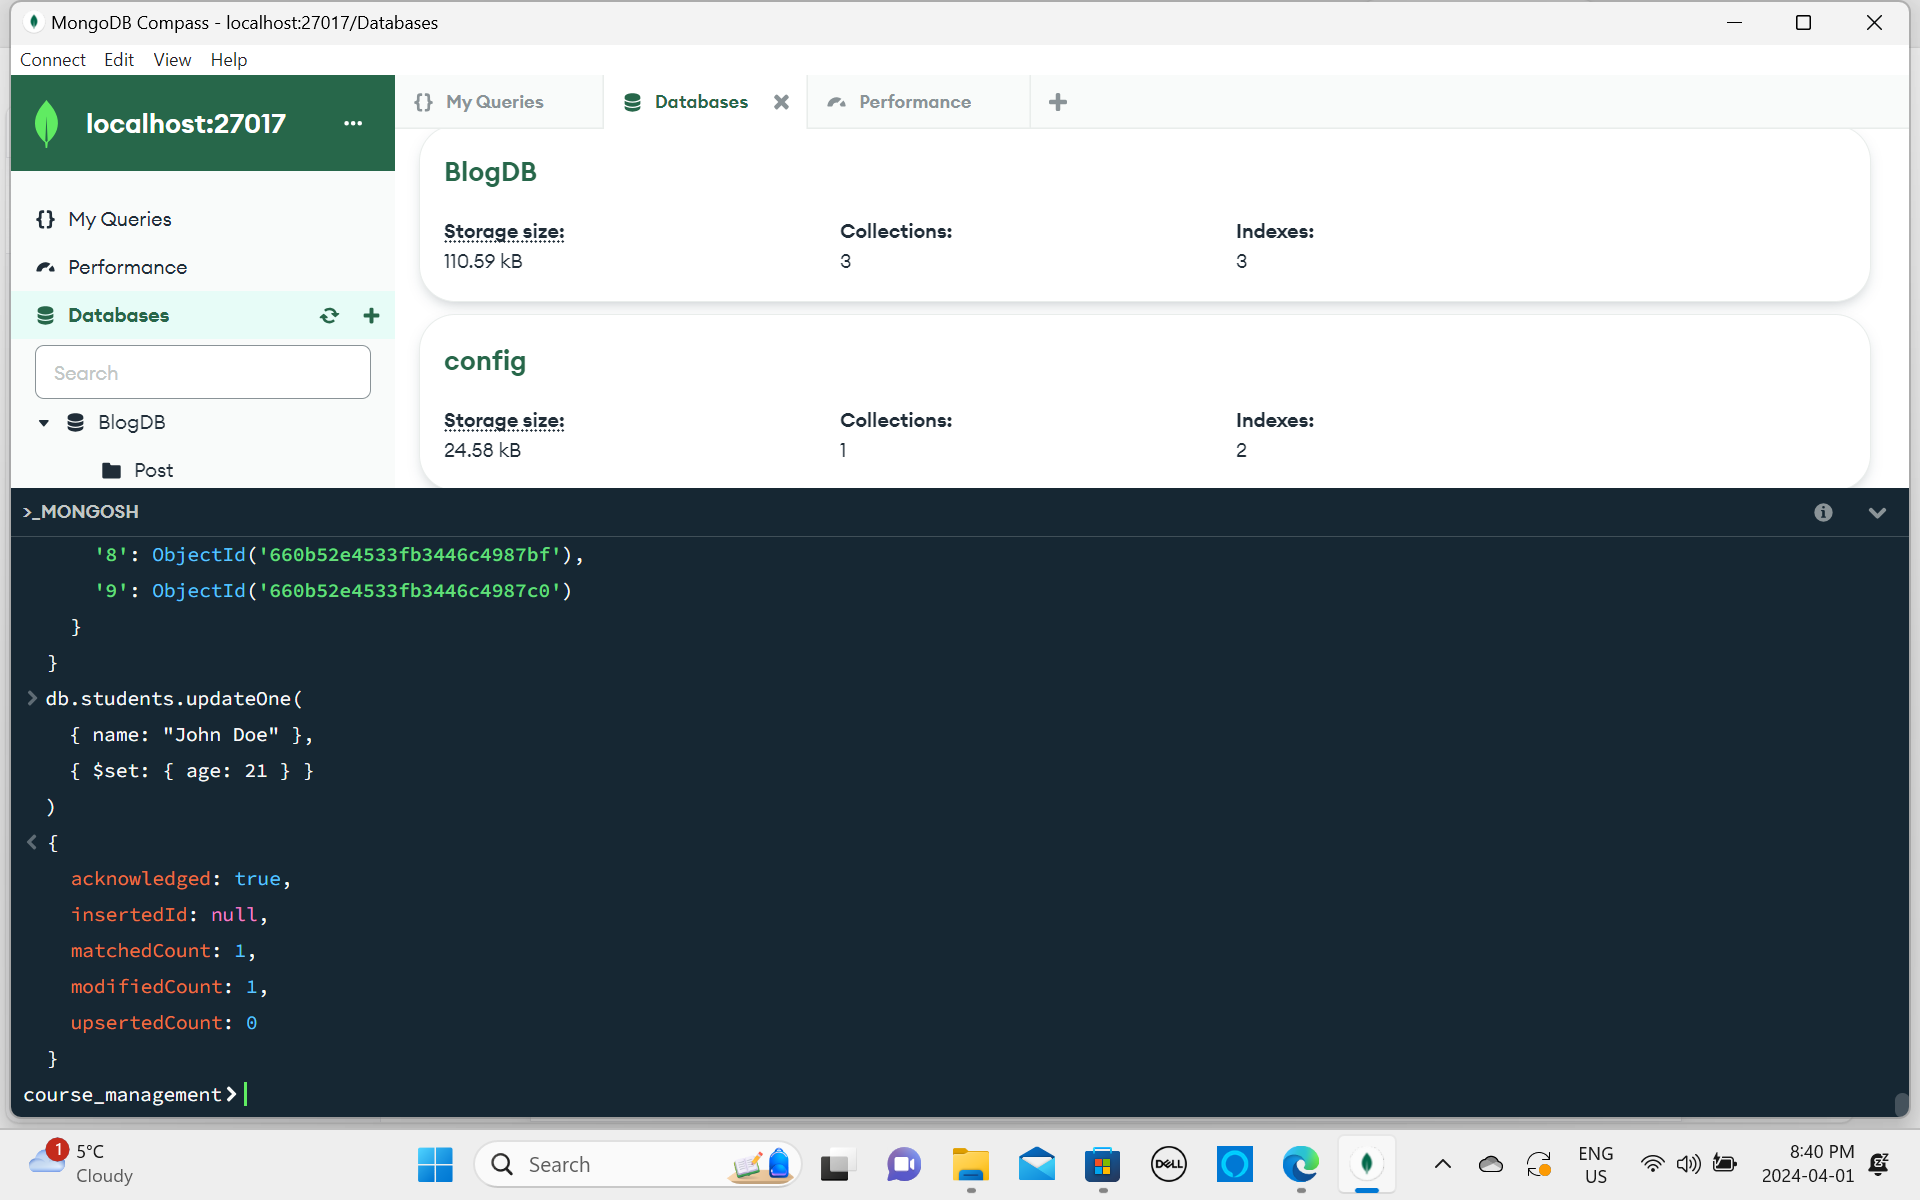 MongoDB Compass - localhost:27017/Databases
Connect Edit View Help
localhost:27017 ...
{} My Queries
Databases
Performance
My Queries
Performance
Databases
Search
BlogDB
Post
BlogDB
Storage size: Collections: Indexes:
110.59 kB 3 3
config
Storage size: Collections: Indexes:
24.58 kB 1 2
>_MONGOSH
'8': ObjectId('660b52e4533fb3446c4987bf'),
'9': ObjectId('660b52e4533fb3446c4987c0')
}
}
> db.students.updateOne(
{ name: "John Doe" },
{ $set: { age: 21 } }
)
< {
acknowledged: true,
insertedId: null,
matchedCount: 1,
modifiedCount: 1,
upsertedCount: 0
}
course_management>
1
5°C
Cloudy
Search
DELL
ENG
US
8:40 PM
2024-04-01